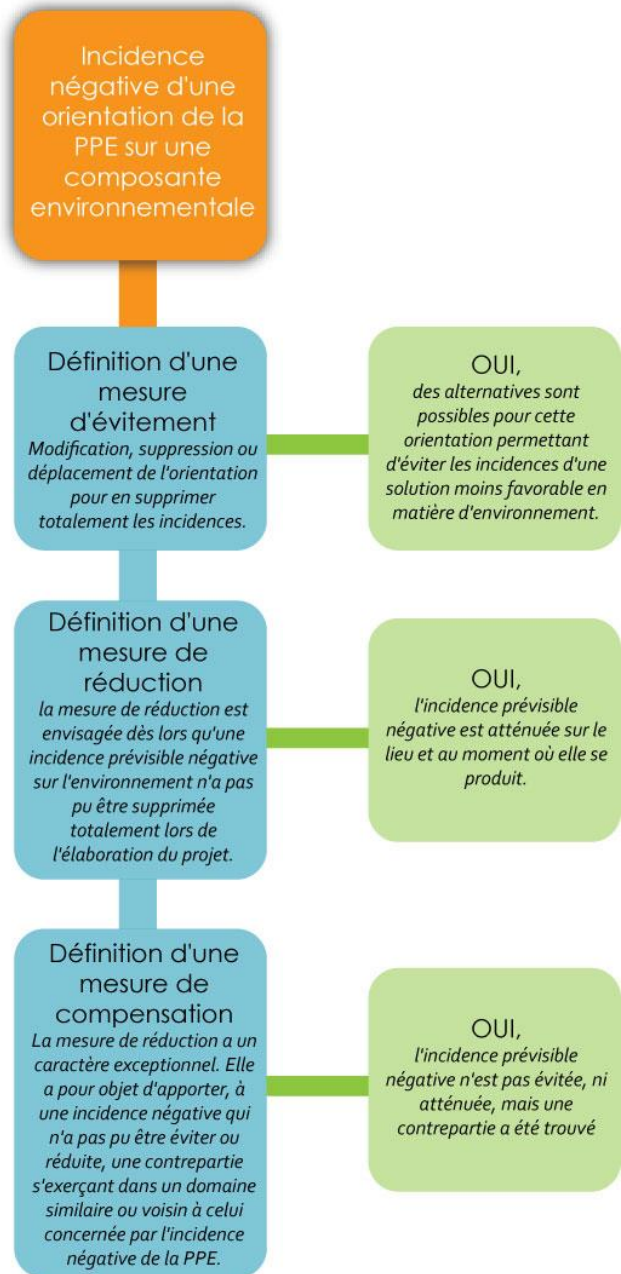 Incidence
négative d'une
orientation de la
PPE sur une
composante
environnementale
Définition d'une
mesure
d'évitement
Modification, suppression ou
déplacement de l'orientation
pour en supprimer
totalement les incidences.
OUI,
des alternatives sont
possibles pour cette
orientation permettant
d'éviter les incidences d'une
solution moins favorable en
matière d'environnement.
Définition d'une
mesure de
réduction
la mesure de réduction est
envisagée dès lors qu'une
incidence prévisible négative
sur l'environnement n'a pas
pu être supprimée
totalement lors de
l'élaboration du projet.
OUI,
l'incidence prévisible
négative est atténuée sur le
lieu et au moment où elle se
produit.
Définition d'une
mesure de
compensation
La mesure de réduction a un
caractère exceptionnel. Elle
a pour objet d'apporter, à
une incidence négative qui
n'a pas pu être éviter ou
réduite, une contrepartie
s'exerçant dans un domaine
similaire ou voisin à celui
concernée par l'incidence
négative de la PPE.
OUI,
l'incidence prévisible
négative n'est pas évitée, ni
atténuée, mais une
contrepartie a été trouvé